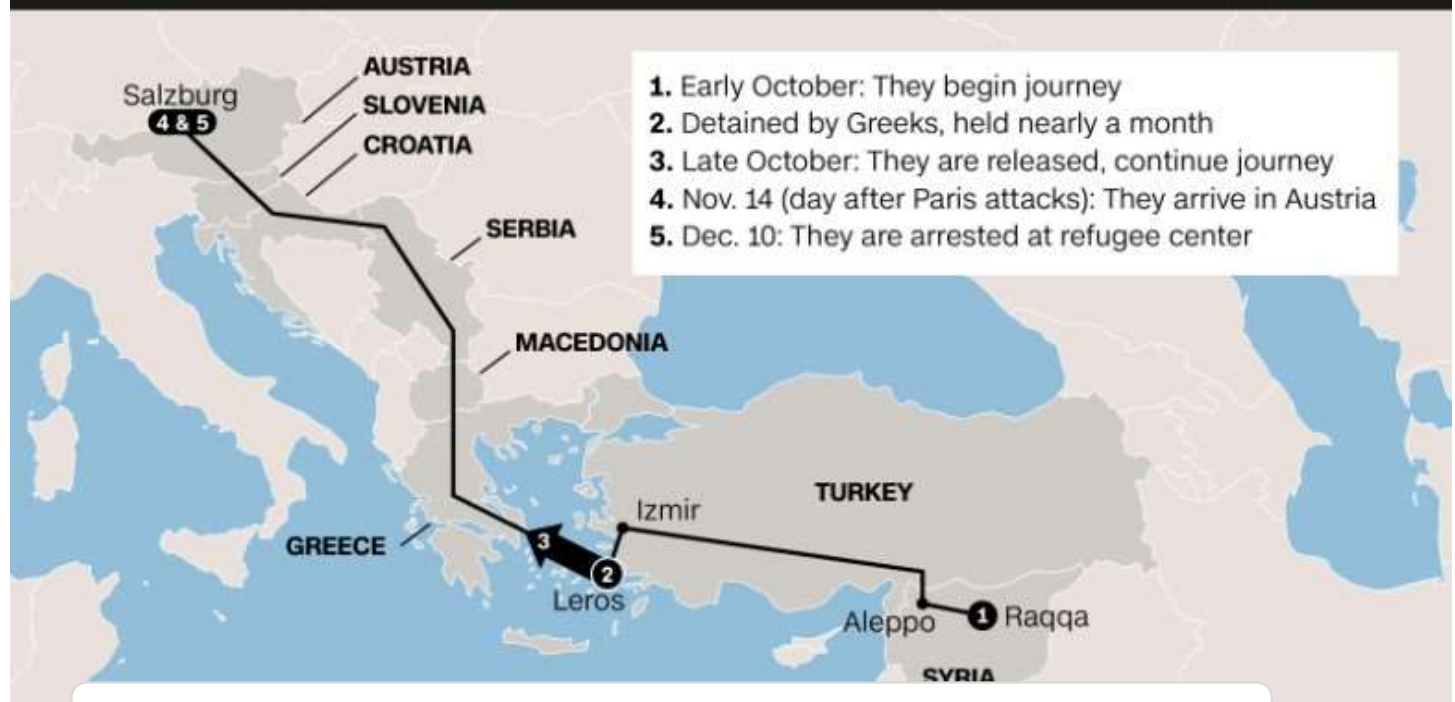 AUSTRIA
Salzburg
4 & 5
SLOVENIA
CROATIA
SERBIA
MACEDONIA
1. Early October: They begin journey
2. Detained by Greeks, held nearly a month
3. Late October: They are released, continue journey
4. Nov. 14 (day after Paris attacks): They arrive in Austria
5. Dec. 10: They are arrested at refugee center
TURKEY
Izmir
GREECE
3
2
Leros
Aleppo
1
Raqqa
SYRIA